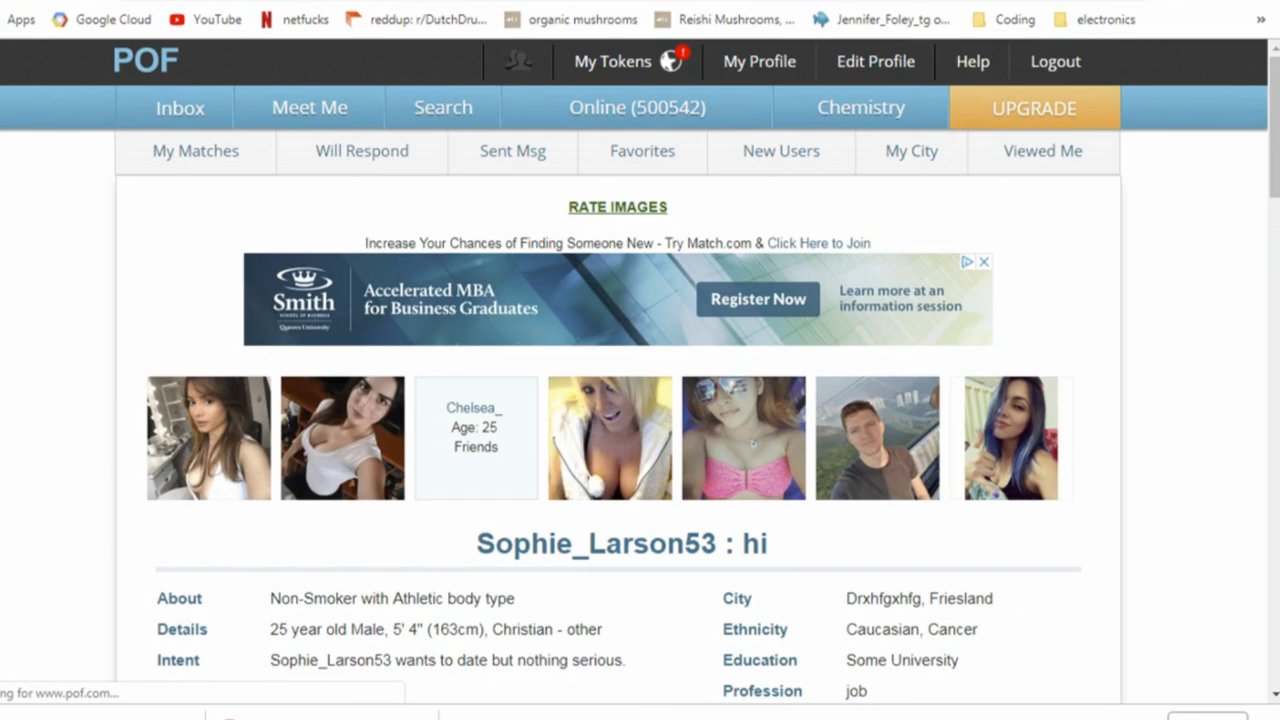 Apps Google Cloud YouTube netfucks reddup: r/DutchDru... organic mushrooms Reishi Mushrooms, ... Jennifer_Foley_tg o... Coding electronics »
POF My Tokens ! My Profile Edit Profile Help Logout
Inbox Meet Me Search Online (500542) Chemistry UPGRADE
My Matches Will Respond Sent Msg Favorites New Users My City Viewed Me
RATE IMAGES
Increase Your Chances of Finding Someone New - Try Match.com & Click Here to Join
Smith
SCHOOL OF BUSINESS
Queen's University
Accelerated MBA
for Business Graduates
Register Now
Learn more at an
information session
Chelsea_
Age: 25
Friends
Sophie_Larson53 : hi
About Non-Smoker with Athletic body type
City Drxhfgxhfg, Friesland
Details 25 year old Male, 5' 4" (163cm), Christian - other
Ethnicity Caucasian, Cancer
Intent Sophie_Larson53 wants to date but nothing serious.
Education Some University
Profession job
ng for www.pof.com...